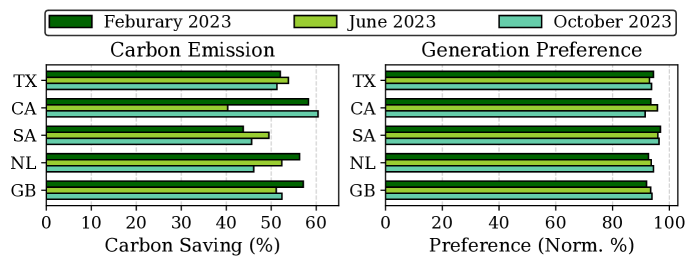 Feburary 2023 June 2023 October 2023
Carbon Emission
TX
CA
SA
NL
GB
0 10 20 30 40 50 60
Carbon Saving (%)
Generation Preference
TX
CA
SA
NL
GB
0 20 40 60 80 100
Preference (Norm. %)